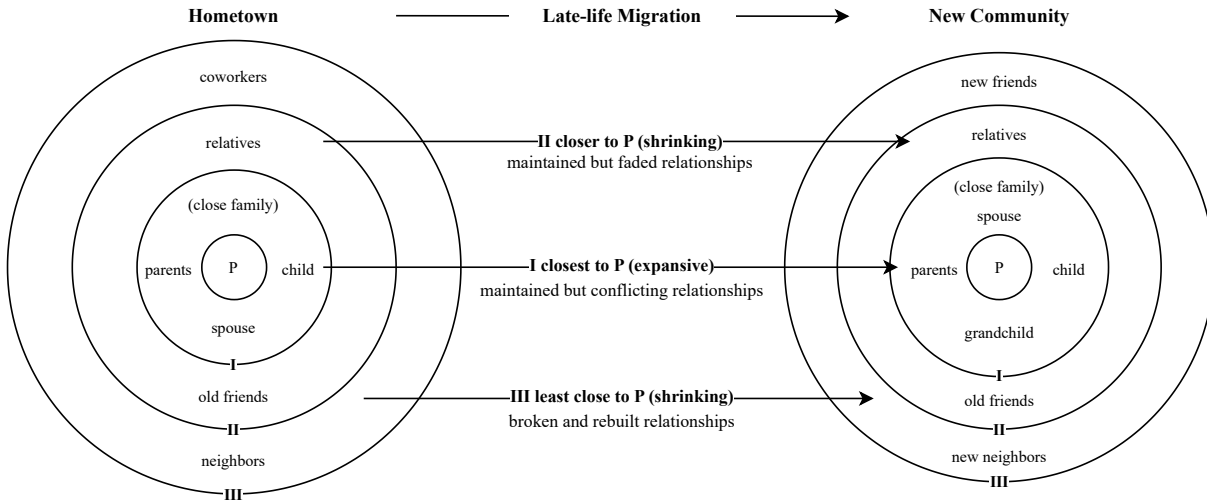 Hometown
Late-life Migration
New Community
coworkers
relatives
(close family)
parents
P
child
spouse
I
old friends
II
neighbors
III
II closer to P (shrinking)
maintained but faded relationships
I closest to P (expansive)
maintained but conflicting relationships
III least close to P (shrinking)
broken and rebuilt relationships
new friends
relatives
(close family)
spouse
parents
P
child
grandchild
I
old friends
II
new neighbors
III